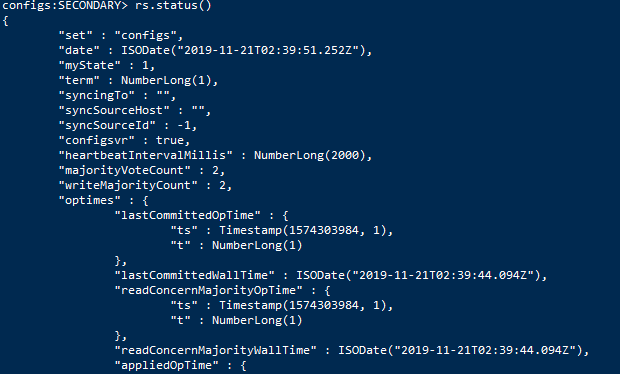 configs:SECONDARY> rs.status()
{
        "set" : "configs",
        "date" : ISODate("2019-11-21T02:39:51.252Z"),
        "myState" : 1,
        "term" : NumberLong(1),
        "syncingTo" : "",
        "syncSourceHost" : "",
        "syncSourceId" : -1,
        "configsvr" : true,
        "heartbeatIntervalMillis" : NumberLong(2000),
        "majorityVoteCount" : 2,
        "writeMajorityCount" : 2,
        "optimes" : {
                "lastCommittedOpTime" : {
                        "ts" : Timestamp(1574303984, 1),
                        "t" : NumberLong(1)
                },
                "lastCommittedWallTime" : ISODate("2019-11-21T02:39:44.094Z"),
                "readConcernMajorityOpTime" : {
                        "ts" : Timestamp(1574303984, 1),
                        "t" : NumberLong(1)
                },
                "readConcernMajorityWallTime" : ISODate("2019-11-21T02:39:44.094Z"),
                "appliedOpTime" : {